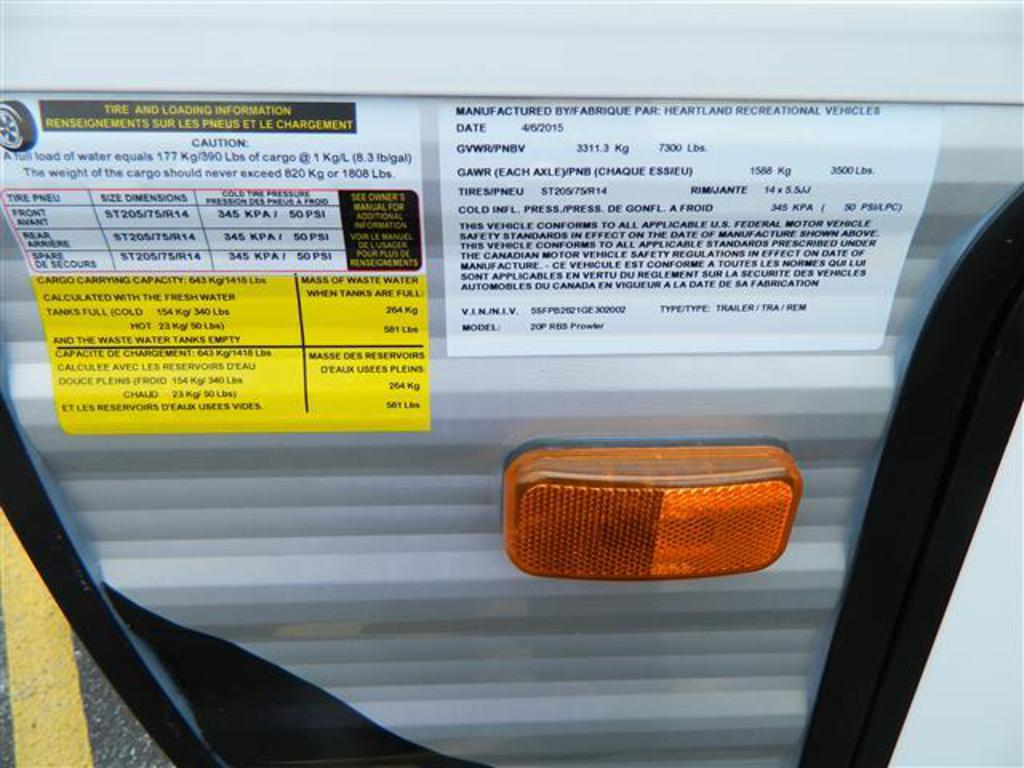 TIRE AND LOADING INFORMATION
RENSEIGNEMENTS SUR LES PNEUS ET LE CHARGEMENT
CAUTION:
A full load of water equals 177 Kg/390 Lbs of cargo @ 1 Kg/L (8.3 lb/gal)
The weight of the cargo should never exceed 820 Kg or 1808 Lbs.
TIRE PNEU SIZE DIMENSIONS COLD TIRE PRESSURE
PRESSION DES PNEUS A FROID
FRONT
AVANT ST205/75/R14 345 KPA / 50 PSI
REAR
ARRIÈRE ST205/75/R14 345 KPA / 50 PSI
SPARE
DE SECOURS ST205/75/R14 345 KPA / 50 PSI
SEE OWNER'S
MANUAL FOR
ADDITIONAL
INFORMATION
VOIR LE MANUEL
DE L'USAGER
POUR PLUS DE
RENSEIGNEMENTS
CARGO CARRYING CAPACITY: 643 Kg/1418 Lbs
CALCULATED WITH THE FRESH WATER
TANKS FULL (COLD 154 Kg/ 340 Lbs
HOT 23 Kg/ 50 Lbs)
AND THE WASTE WATER TANKS EMPTY
MASS OF WASTE WATER
WHEN TANKS ARE FULL:
264 Kg
581 Lbs
CAPACITE DE CHARGEMENT: 643 Kg/1418 Lbs
CALCULEE AVEC LES RESERVOIRS D'EAU
DOUCE PLEINS (FROID 154 Kg/ 340 Lbs
CHAUD 23 Kg/ 50 Lbs)
ET LES RESERVOIRS D'EAUX USEES VIDES.
MASSE DES RESERVOIRS
D'EAUX USEES PLEINS:
264 Kg
581 Lbs
MANUFACTURED BY/FABRIQUE PAR: HEARTLAND RECREATIONAL VEHICLES
DATE 4/6/2015
GVWR/PNBV 3311.3 Kg 7300 Lbs.
GAWR (EACH AXLE)/PNB (CHAQUE ESSIEU) 1588 Kg 3500 Lbs.
TIRES/PNEU ST205/75/R14 RIM/JANTE 14 x 5.5JJ
COLD INFL. PRESS./PRESS. DE GONFL. A FROID 345 KPA ( 50 PSI/LPC)
THIS VEHICLE CONFORMS TO ALL APPLICABLE U.S. FEDERAL MOTOR VEHICLE
SAFETY STANDARDS IN EFFECT ON THE DATE OF MANUFACTURE SHOWN ABOVE.
THIS VEHICLE CONFORMS TO ALL APPLICABLE STANDARDS PRESCRIBED UNDER
THE CANADIAN MOTOR VEHICLE SAFETY REGULATIONS IN EFFECT ON DATE OF
MANUFACTURE. - CE VEHICULE EST CONFORME A TOUTES LES NORMES QUI LUI
SONT APPLICABLES EN VERTU DU REGLEMENT SUR LA SECURITE DES VEHICLES
AUTOMOBILES DU CANADA EN VIGUEUR A LA DATE DE SA FABRICATION
V.I.N./N.I.V. 5SFPB2621GE302002 TYPE/TYPE: TRAILER / TRA / REM
MODEL: 20P RBS Prowler